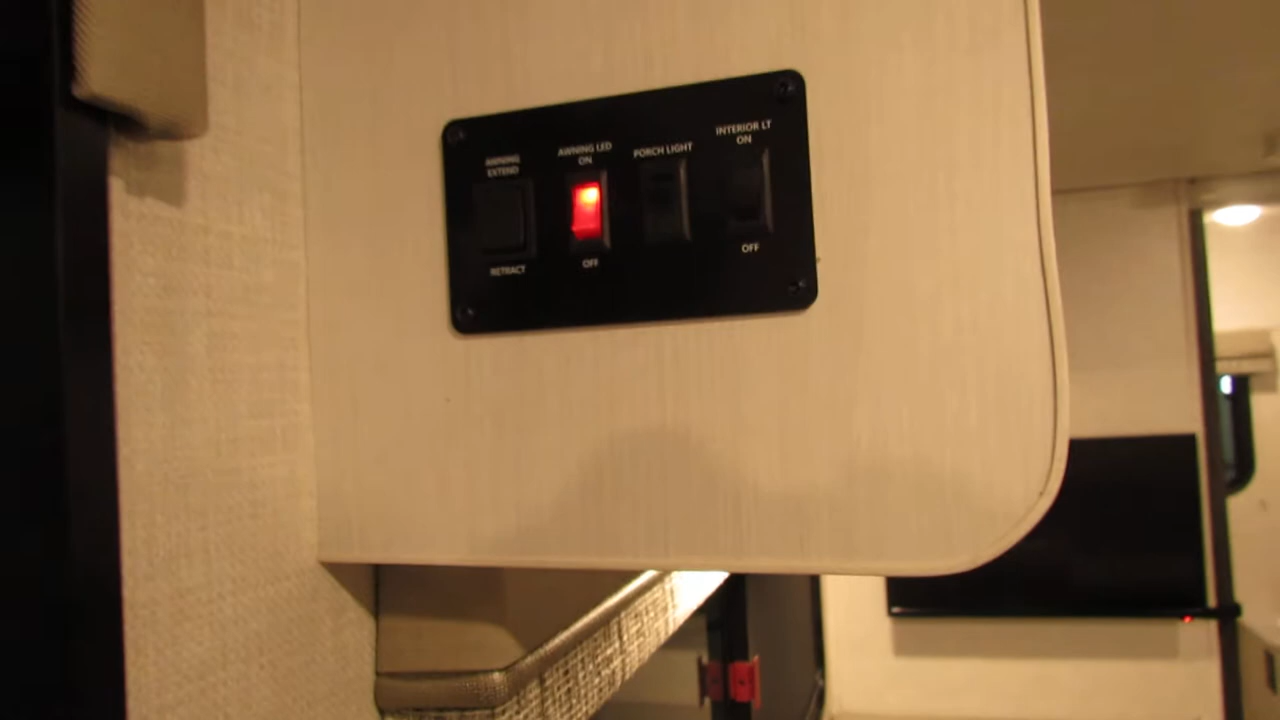 AWNING
EXTEND
RETRACT
AWNING LED
ON
OFF
PORCH LIGHT
INTERIOR LT
ON
OFF